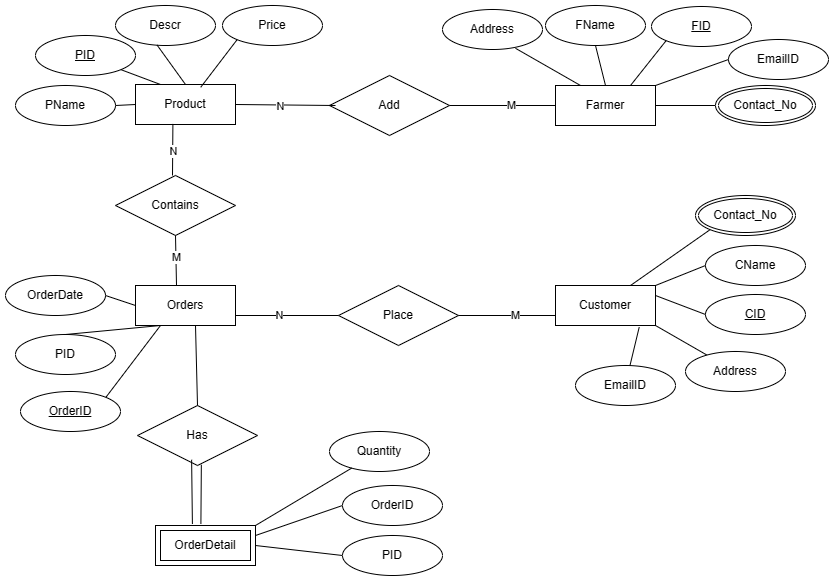 Descr
Price
PID
PName
Product
N
Add
M
Address
FName
FID
EmailID
Farmer
Contact_No
N
Contains
M
Contact_No
CName
OrderDate
Orders
N
Place
M
Customer
CID
PID
OrderID
EmailID
Address
Has
Quantity
OrderID
OrderDetail
PID